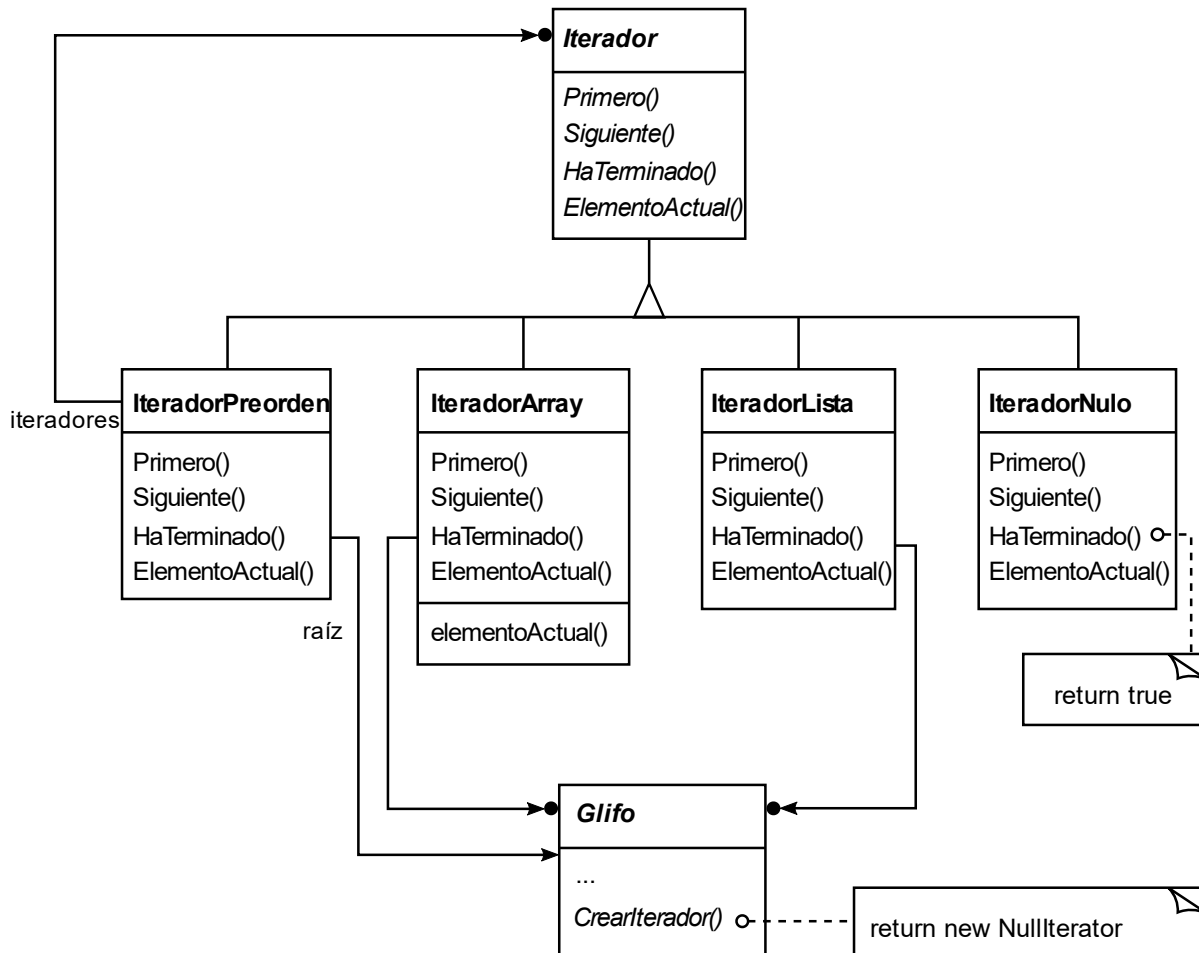 Iterador
Primero()
Siguiente()
HaTerminado()
ElementoActual()
iteradores
IteradorPreorden
Primero()
Siguiente()
HaTerminado()
ElementoActual()
raíz
IteradorArray
Primero()
Siguiente()
HaTerminado()
ElementoActual()
elementoActual()
IteradorLista
Primero()
Siguiente()
HaTerminado()
ElementoActual()
IteradorNulo
Primero()
Siguiente()
HaTerminado()
ElementoActual()
return true
Glifo
...
CrearIterador()
return new NullIterator